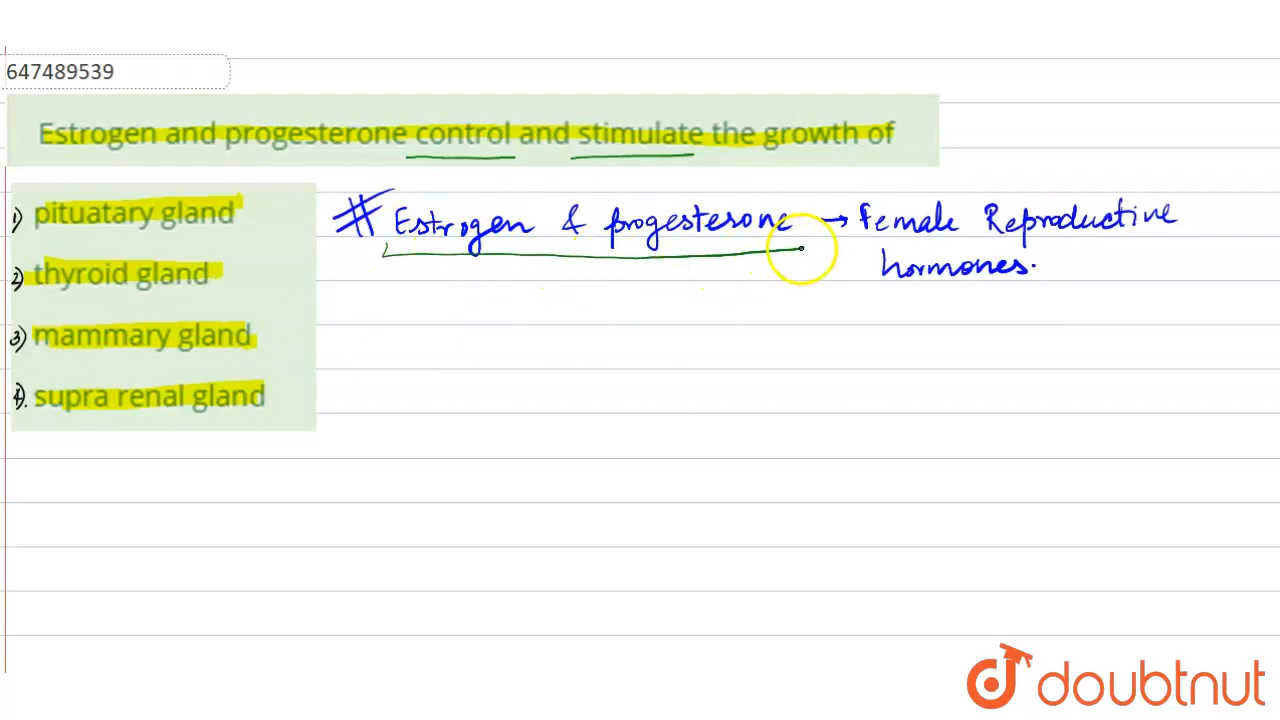 647489539
Estrogen and progesterone control and stimulate the growth of
1) pituatary gland
# Estrogen & progesterone → Female Reproductive
hormones.
2) thyroid gland
3) mammary gland
4). supra renal gland
doubtnut